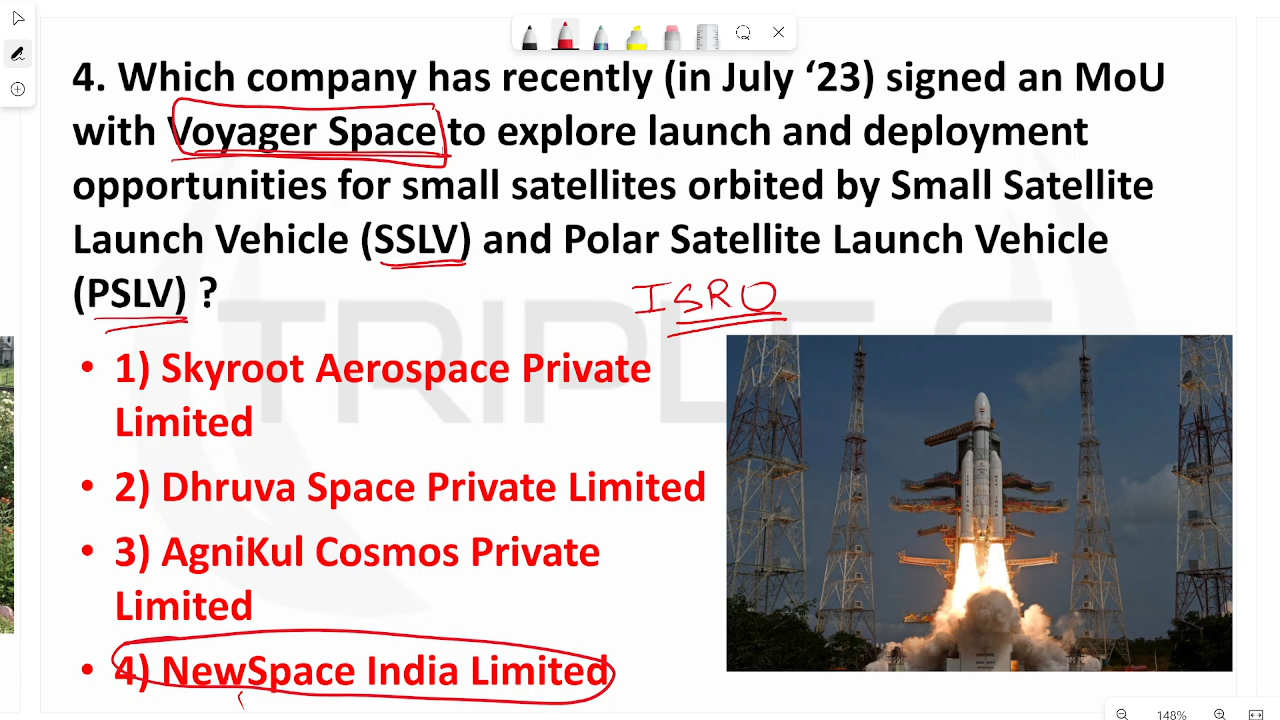 4. Which company has recently (in July ‘23) signed an MoU
with Voyager Space to explore launch and deployment
opportunities for small satellites orbited by Small Satellite
Launch Vehicle (SSLV) and Polar Satellite Launch Vehicle
(PSLV) ?
ISRO
TRIPLE S
• 1) Skyroot Aerospace Private
Limited
• 2) Dhruva Space Private Limited
• 3) AgniKul Cosmos Private
Limited
• 4) NewSpace India Limited
148%